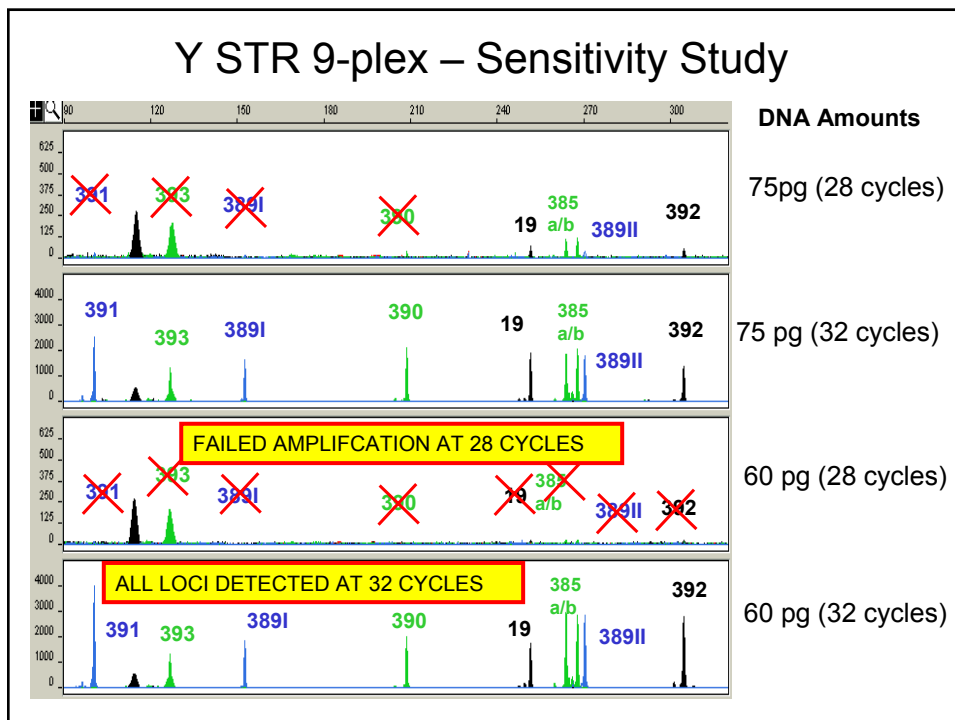 Y STR 9-plex – Sensitivity Study
90 120 150 180 210 240 270 300
DNA Amounts
625
500
375
250
125
0
391 393 389I 390 19 385 a/b 389II 392
75pg (28 cycles)
4000
3000
2000
1000
0
391 393 389I 390 19 385 a/b 389II 392
75 pg (32 cycles)
FAILED AMPLIFCATION AT 28 CYCLES
625
500
375
250
125
0
391 393 389I 390 19 385 a/b 389II 392
60 pg (28 cycles)
ALL LOCI DETECTED AT 32 CYCLES
4000
3000
2000
1000
0
391 393 389I 390 19 385 a/b 389II 392
60 pg (32 cycles)